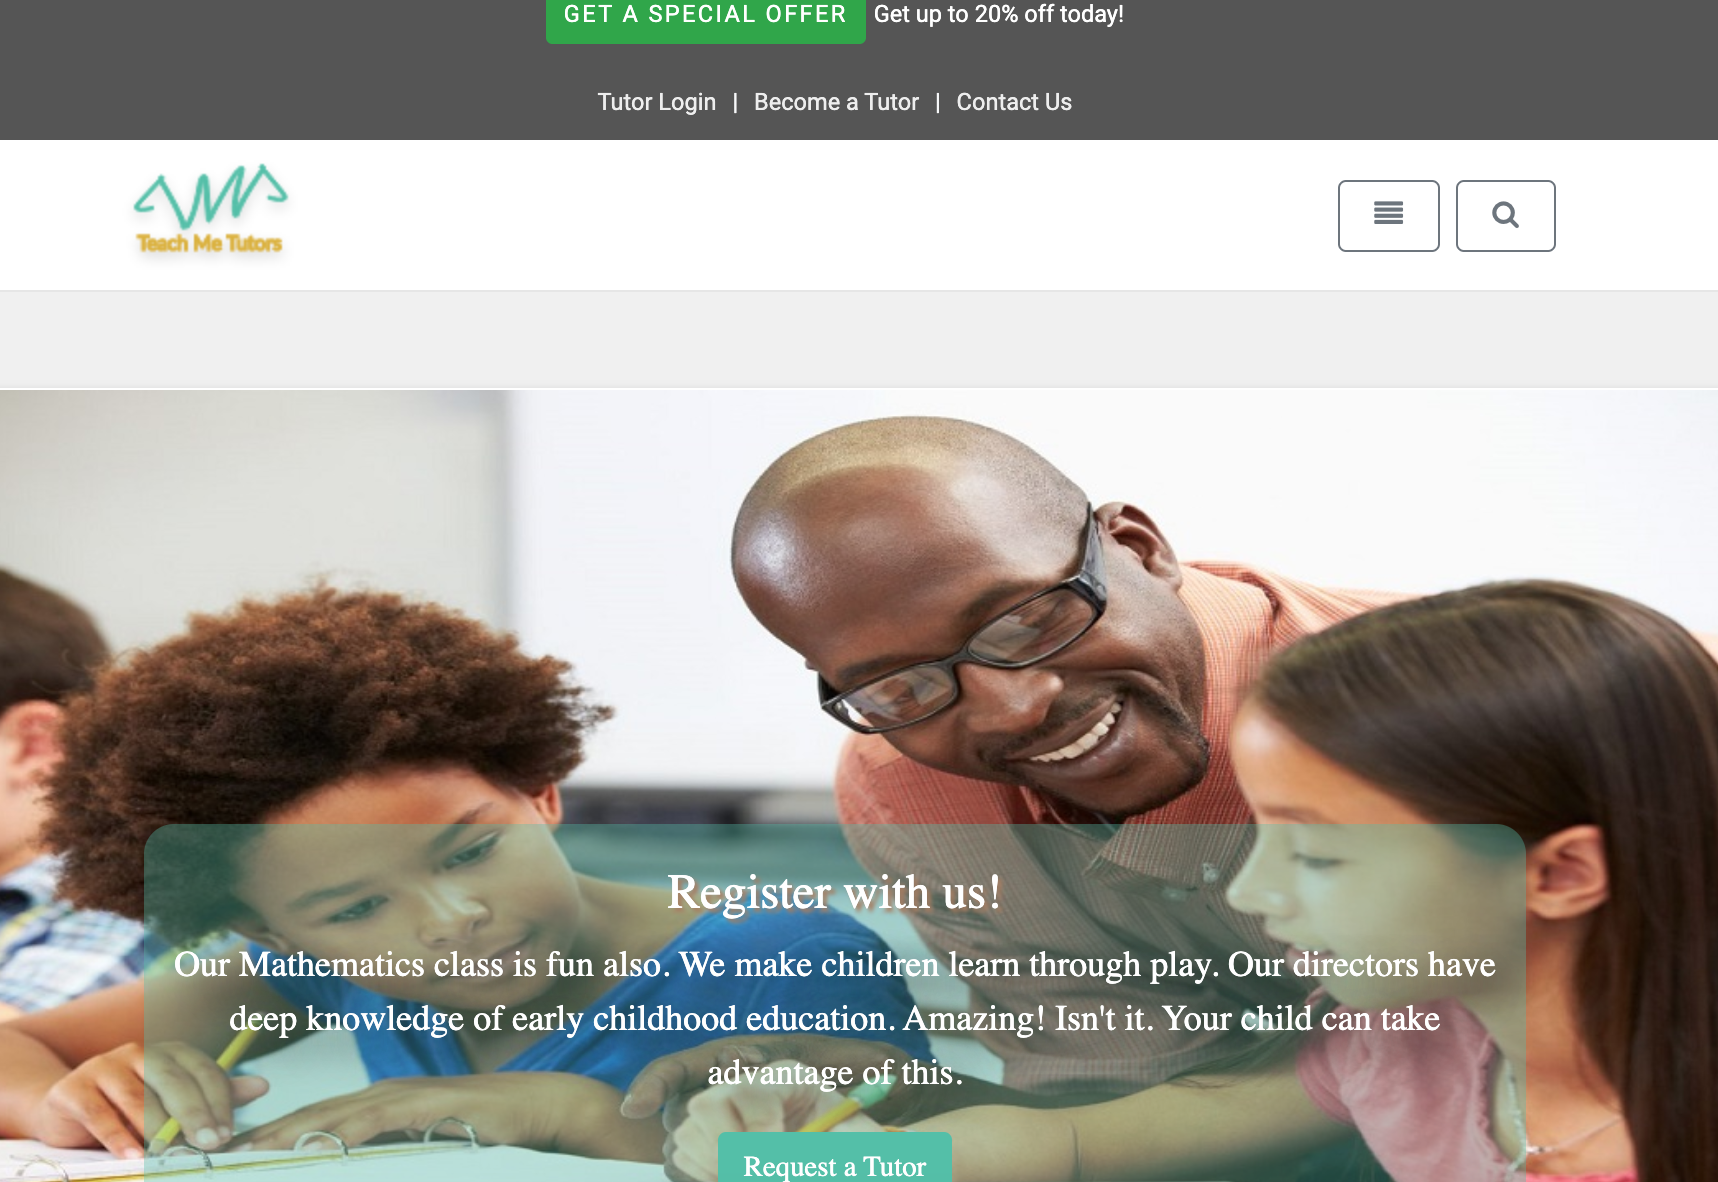 GET A SPECIAL OFFER Get up to 20% off today!
Tutor Login | Become a Tutor | Contact Us
Teach Me Tutors
Register with us!
Our Mathematics class is fun also. We make children learn through play. Our directors have
deep knowledge of early childhood education. Amazing! Isn't it. Your child can take
advantage of this.
Request a Tutor